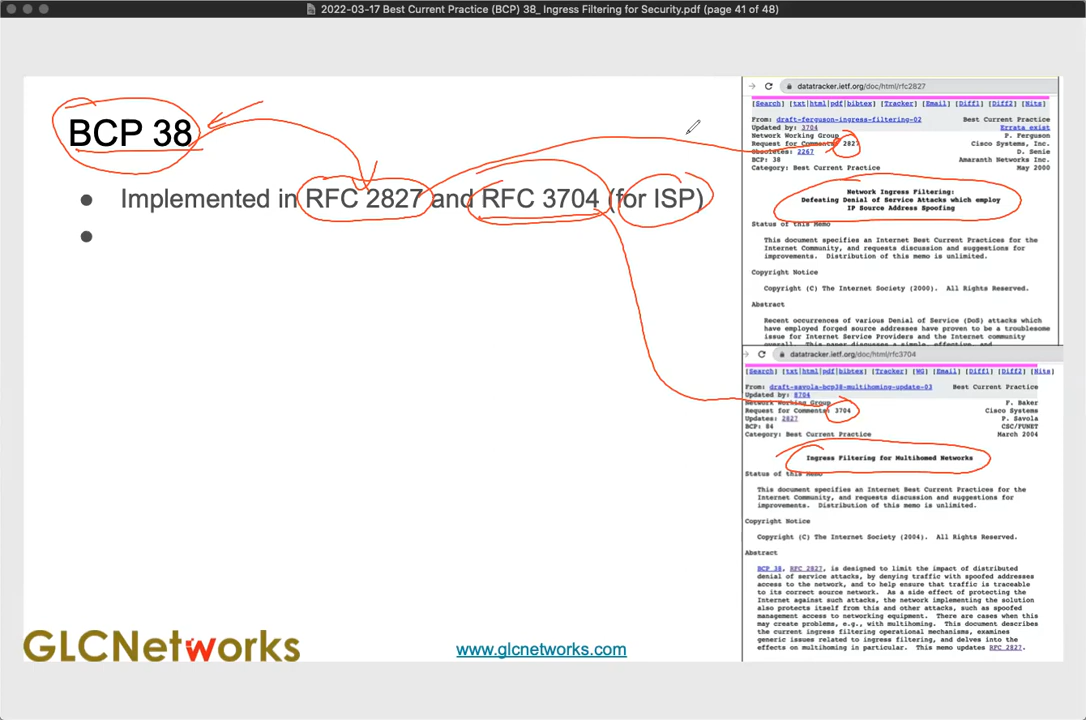 2022-03-17 Best Current Practice (BCP) 38_ Ingress Filtering for Security.pdf (page 41 of 48)
BCP 38
● Implemented in RFC 2827 and RFC 3704 (for ISP)
●
datatracker.ietf.org/doc/html/rfc2827
[Search] [txt|html|pdf|bibtex] [Tracker] [Email] [Diff1] [Diff2] [Nits]
From: draft-ferguson-ingress-filtering-02 Best Current Practice
Updated by: 3704 Errata exist
Network Working Group P. Ferguson
Request for Comments: 2827 Cisco Systems, Inc.
Obsoletes: 2267 D. Senie
BCP: 38 Amaranth Networks Inc.
Category: Best Current Practice May 2000
Network Ingress Filtering:
Defeating Denial of Service Attacks which employ
IP Source Address Spoofing
Status of this Memo
This document specifies an Internet Best Current Practices for the
Internet Community, and requests discussion and suggestions for
improvements. Distribution of this memo is unlimited.
Copyright Notice
Copyright (C) The Internet Society (2000). All Rights Reserved.
Abstract
Recent occurrences of various Denial of Service (DoS) attacks which
have employed forged source addresses have proven to be a troublesome
issue for Internet Service Providers and the Internet community
datatracker.ietf.org/doc/html/rfc3704
[Search] [txt|html|pdf|bibtex] [Tracker] [WG] [Email] [Diff1] [Diff2] [Nits]
From: draft-savola-bcp38-multihoming-update-03 Best Current Practice
Updated by: 8704
Network Working Group F. Baker
Request for Comments: 3704 Cisco Systems
Updates: 2827 P. Savola
BCP: 84 CSC/FUNET
Category: Best Current Practice March 2004
Ingress Filtering for Multihomed Networks
Status of this Memo
This document specifies an Internet Best Current Practices for the
Internet Community, and requests discussion and suggestions for
improvements. Distribution of this memo is unlimited.
Copyright Notice
Copyright (C) The Internet Society (2004). All Rights Reserved.
Abstract
BCP 38, RFC 2827, is designed to limit the impact of distributed
denial of service attacks, by denying traffic with spoofed addresses
access to the network, and to help ensure that traffic is traceable
to its correct source network. As a side effect of protecting the
Internet against such attacks, the network implementing the solution
also protects itself from this and other attacks, such as spoofed
management access to networking equipment. There are cases when this
may create problems, e.g., with multihoming. This document describes
the current ingress filtering operational mechanisms, examines
generic issues related to ingress filtering, and delves into the
effects on multihoming in particular. This memo updates RFC 2827.
GLCNetworks
www.glcnetworks.com